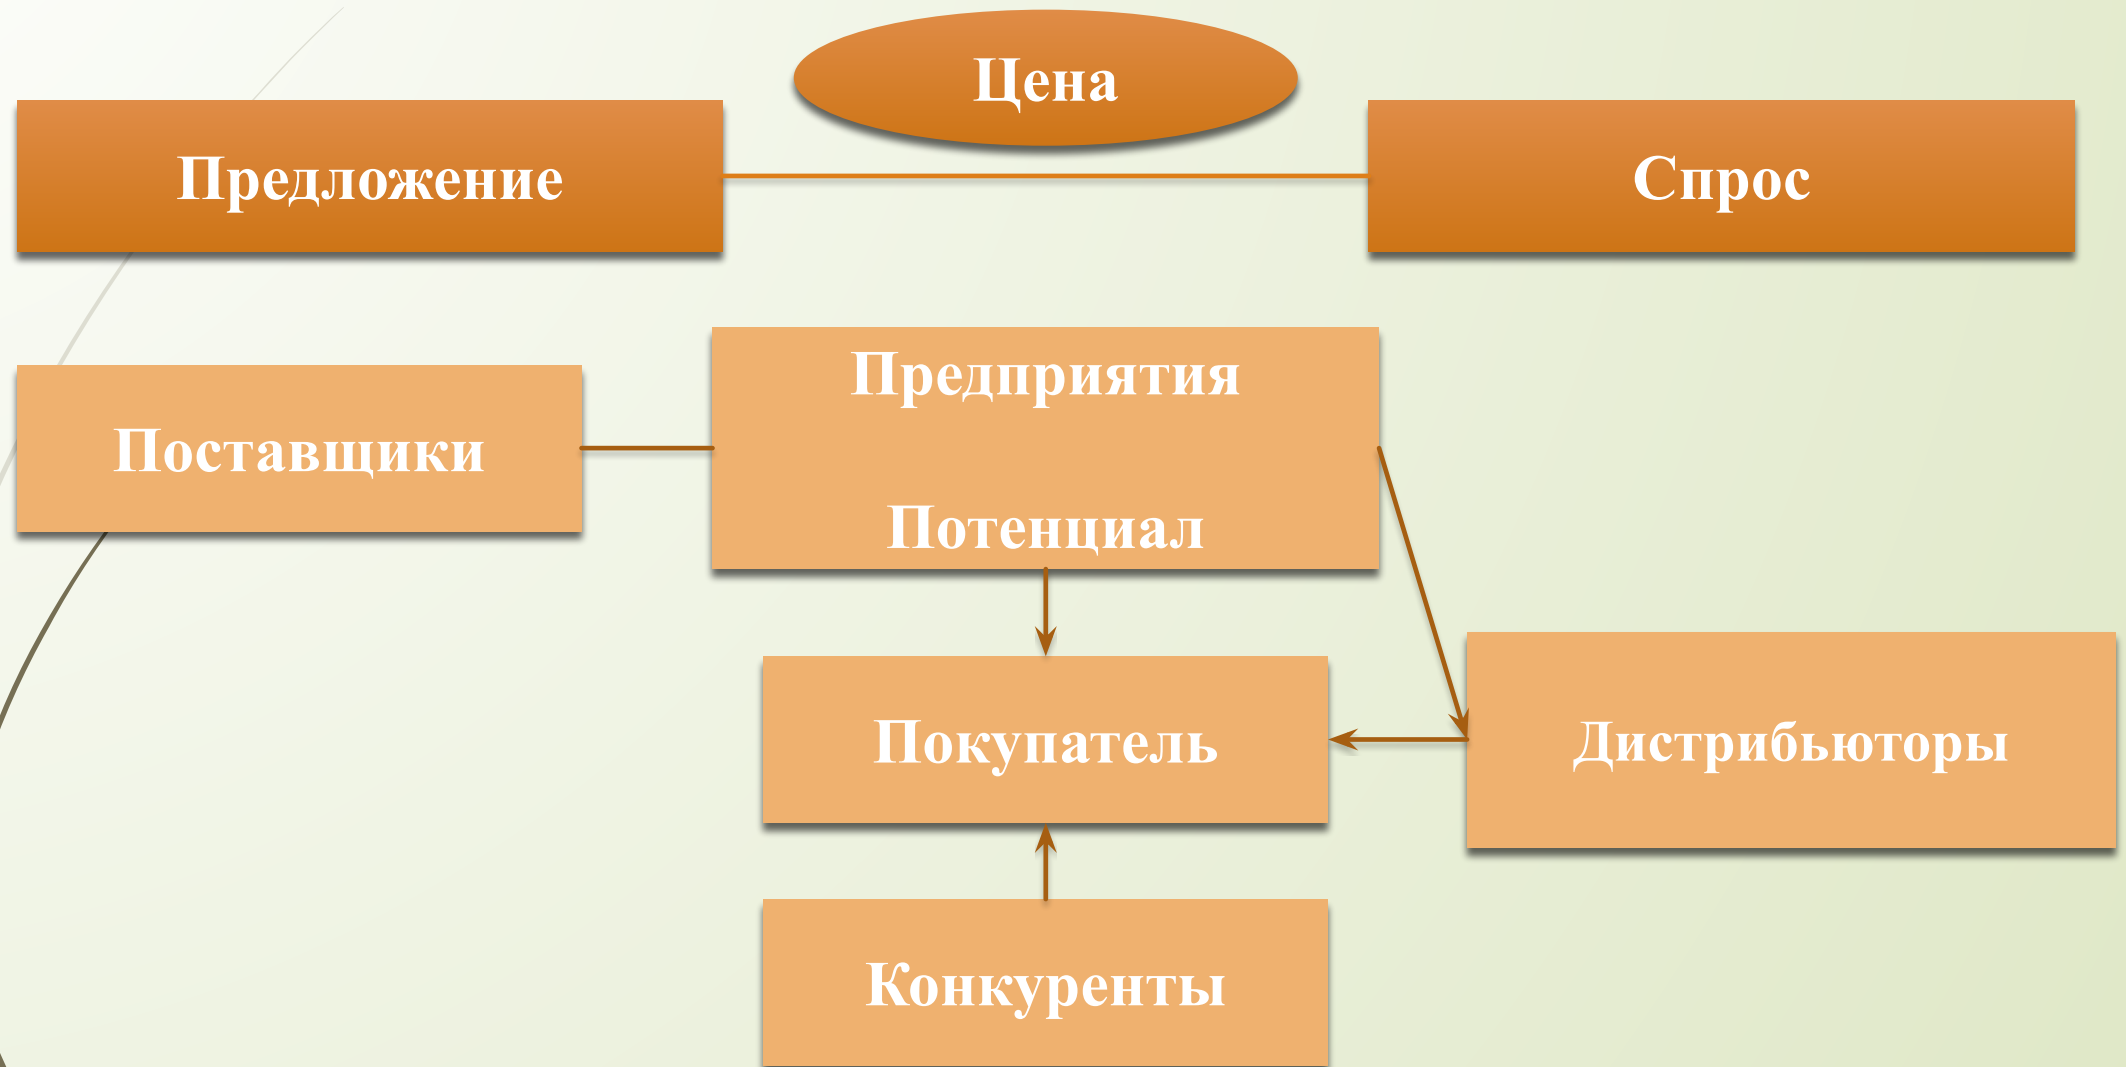 Цена
Предложение
Спрос
Предприятия
Поставщики
Потенциал
Покупатель
Дистрибьюторы
Конкуренты